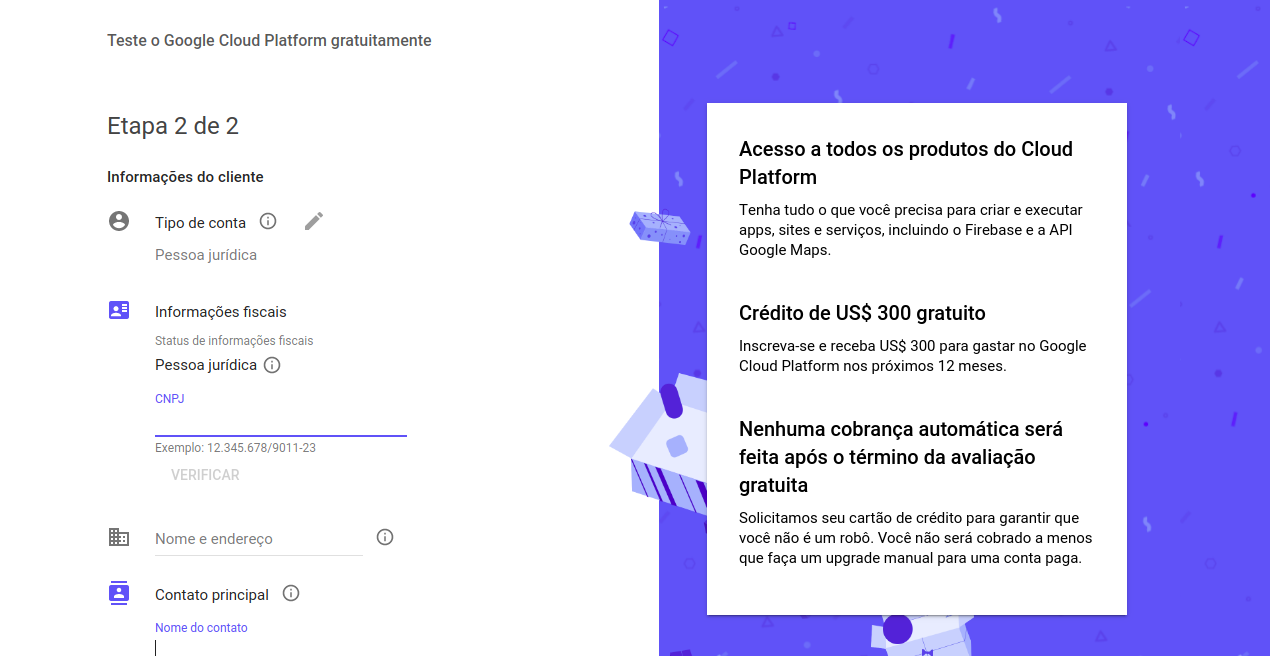 Teste o Google Cloud Platform gratuitamente
Etapa 2 de 2
Informações do cliente
Tipo de conta
Pessoa jurídica
Informações fiscais
Status de informações fiscais
Pessoa jurídica
CNPJ
Exemplo: 12.345.678/9011-23
VERIFICAR
Nome e endereço
Contato principal
Nome do contato
Acesso a todos os produtos do Cloud
Platform
Tenha tudo o que você precisa para criar e executar
apps, sites e serviços, incluindo o Firebase e a API
Google Maps.
Crédito de US$ 300 gratuito
Inscreva-se e receba US$ 300 para gastar no Google
Cloud Platform nos próximos 12 meses.
Nenhuma cobrança automática será
feita após o término da avaliação
gratuita
Solicitamos seu cartão de crédito para garantir que
você não é um robô. Você não será cobrado a menos
que faça um upgrade manual para uma conta paga.